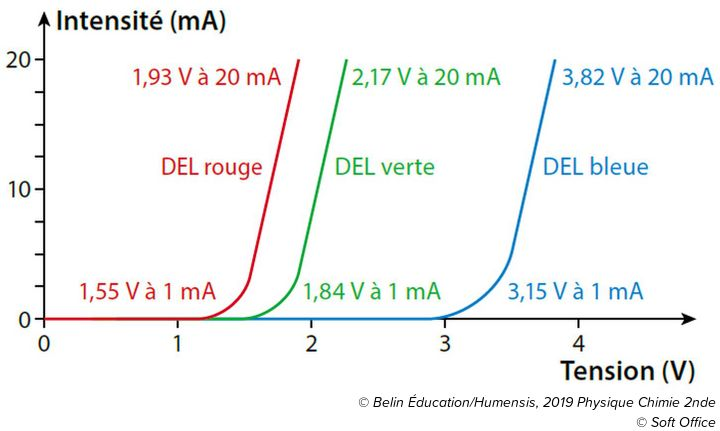 Intensité (mA)
20
1,93 V à 20 mA
2,17 V à 20 mA
3,82 V à 20 mA
DEL rouge
DEL verte
DEL bleue
10
1,55 V à 1 mA
1,84 V à 1 mA
3,15 V à 1 mA
0
0
1
2
3
4
Tension (V)
© Belin Éducation/Humensis, 2019 Physique Chimie 2nde
© Soft Office